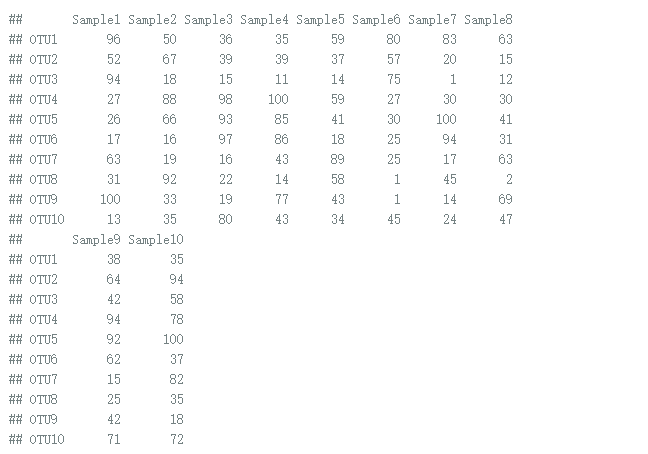 ##       Sample1 Sample2 Sample3 Sample4 Sample5 Sample6 Sample7 Sample8
## OTU1       96      50      36      35      59      80      83      63
## OTU2       52      67      39      39      37      57      20      15
## OTU3       94      18      15      11      14      75       1      12
## OTU4       27      88      98     100      59      27      30      30
## OTU5       26      66      93      85      41      30     100      41
## OTU6       17      16      97      86      18      25      94      31
## OTU7       63      19      16      43      89      25      17      63
## OTU8       31      92      22      14      58       1      45       2
## OTU9      100      33      19      77      43       1      14      69
## OTU10      13      35      80      43      34      45      24      47
##       Sample9 Sample10
## OTU1       38       35
## OTU2       64       94
## OTU3       42       58
## OTU4       94       78
## OTU5       92      100
## OTU6       62       37
## OTU7       15       82
## OTU8       25       35
## OTU9       42       18
## OTU10      71       72